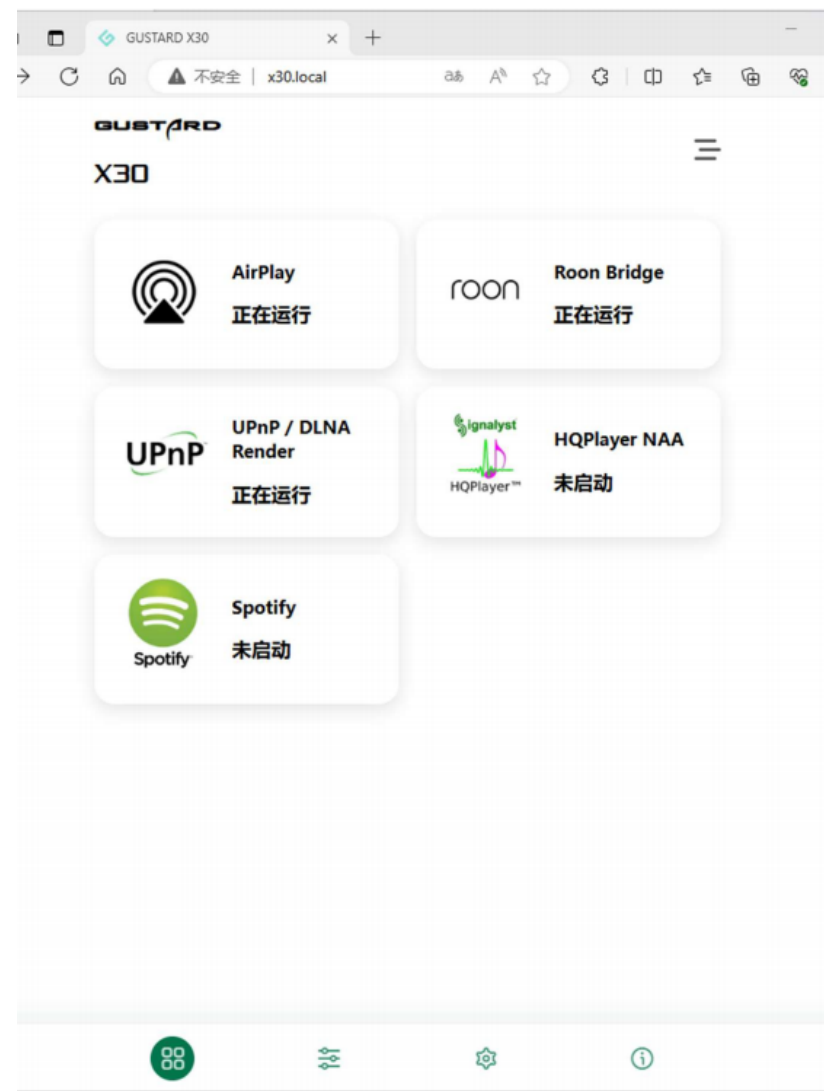 GUSTARD X30
不安全 | x30.local
GUSTARD
X30
AirPlay
正在运行
roon
Roon Bridge
正在运行
UPnP
UPnP / DLNA
Render
正在运行
Signalyst
HQPlayer™
HQPlayer NAA
未启动
Spotify
Spotify
未启动